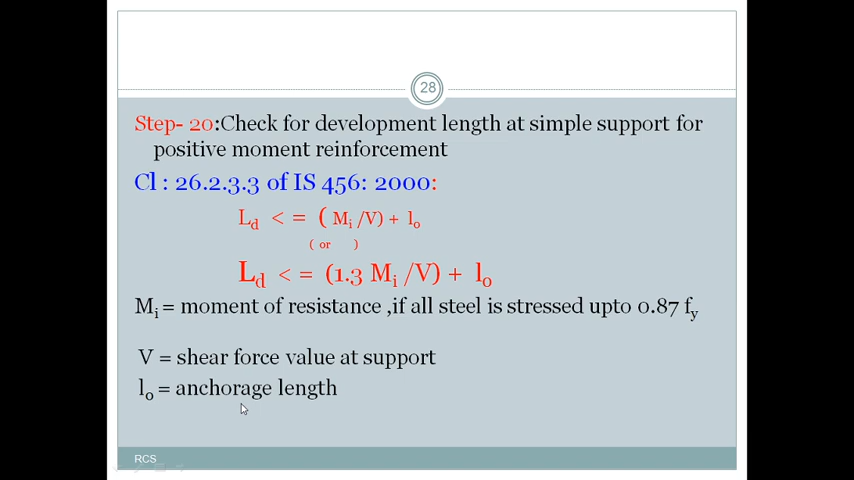 28
Step- 20:Check for development length at simple support for
positive moment reinforcement
Cl : 26.2.3.3 of IS 456: 2000:
Ld < = ( Mi /V) + lo
( or )
Ld < = (1.3 Mi /V) + lo
Mi = moment of resistance ,if all steel is stressed upto 0.87 fy
V = shear force value at support
lo = anchorage length
RCS